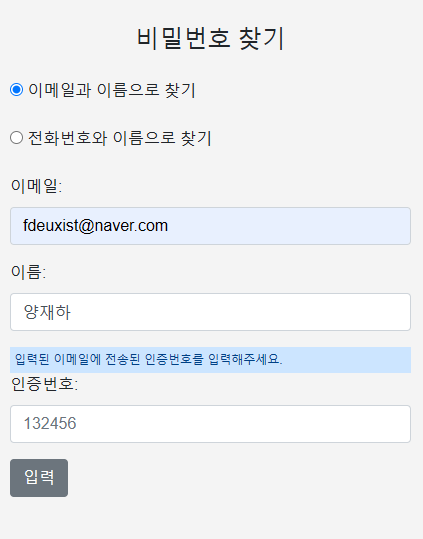 비밀번호 찾기
이메일과 이름으로 찾기
전화번호와 이름으로 찾기
이메일:
fdeuxist@naver.com
이름:
양재하
입력된 이메일에 전송된 인증번호를 입력해주세요.
인증번호:
132456
입력